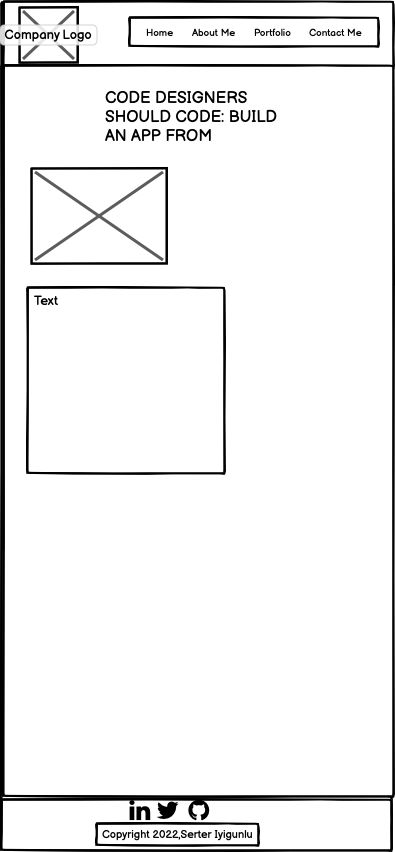 Company Logo
Home About Me Portfolio Contact Me
CODE DESIGNERS
SHOULD CODE: BUILD
AN APP FROM
Text
in
Copyright 2022,Serter Iyigunlu